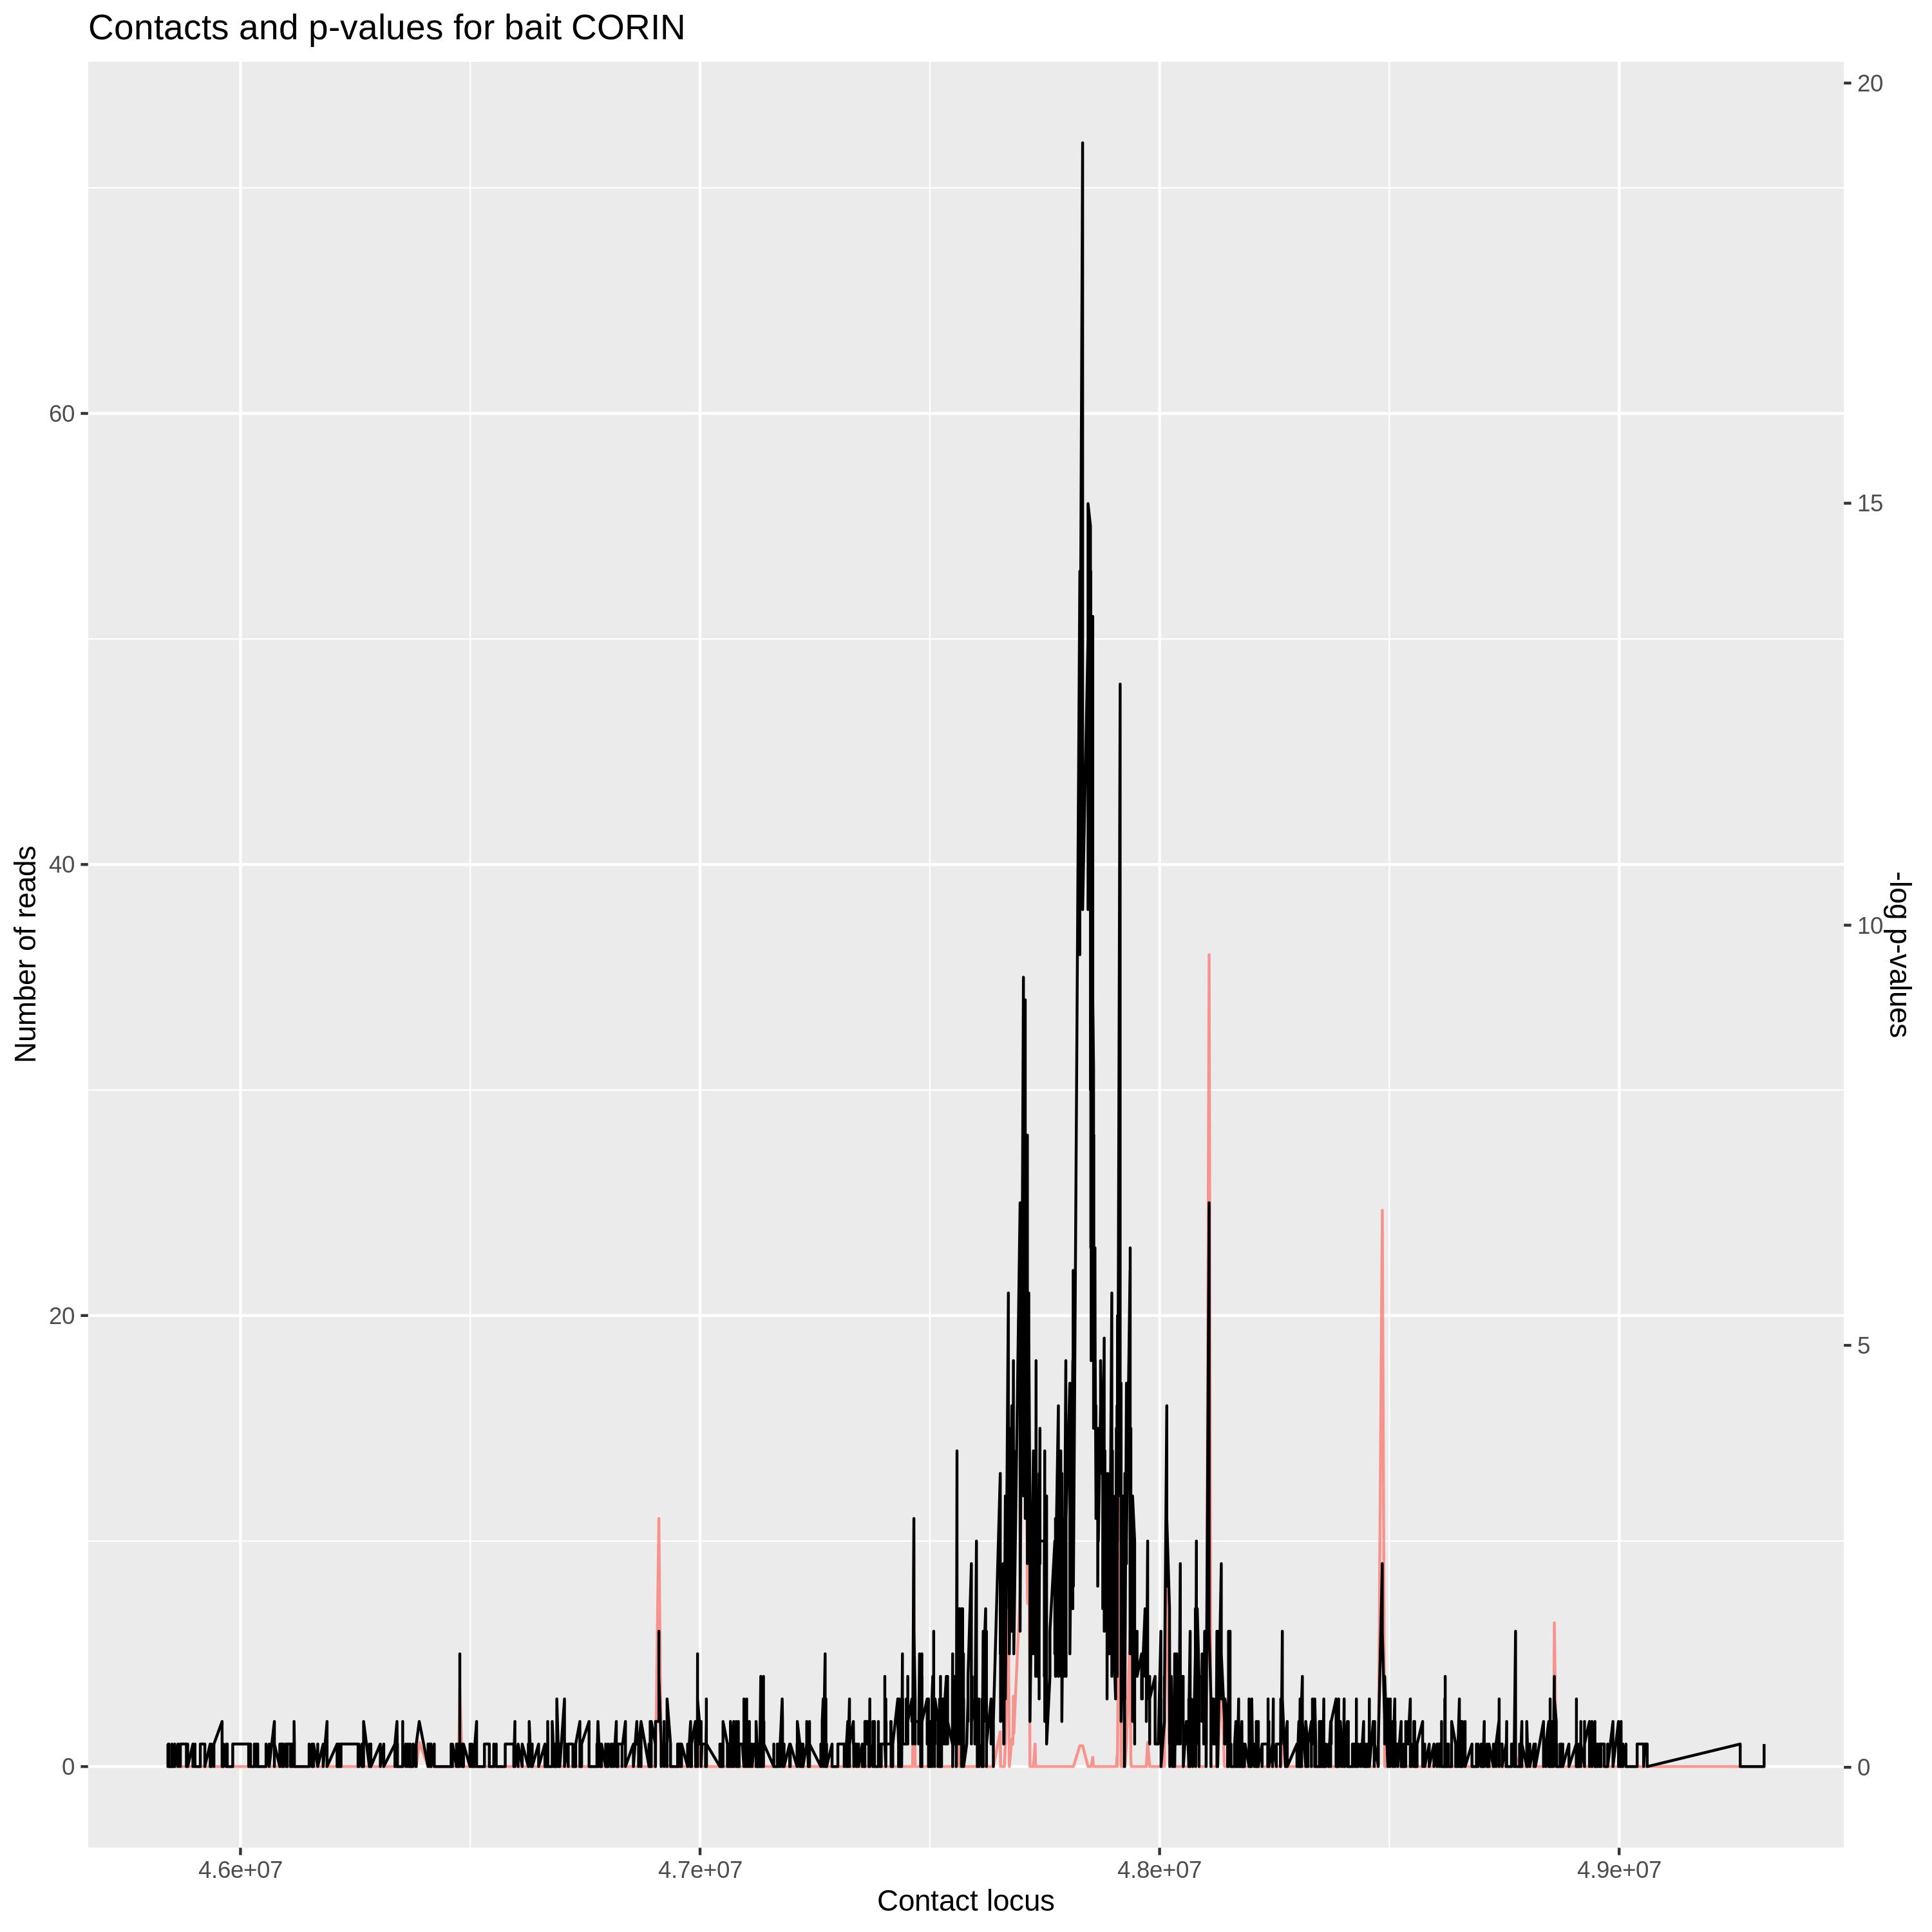 Contacts and p-values for bait CORIN
20
60
15
40
10
Number of reads
-log p-values
20
5
0
0
4.6e+07
4.7e+07
4.8e+07
4.9e+07
Contact locus